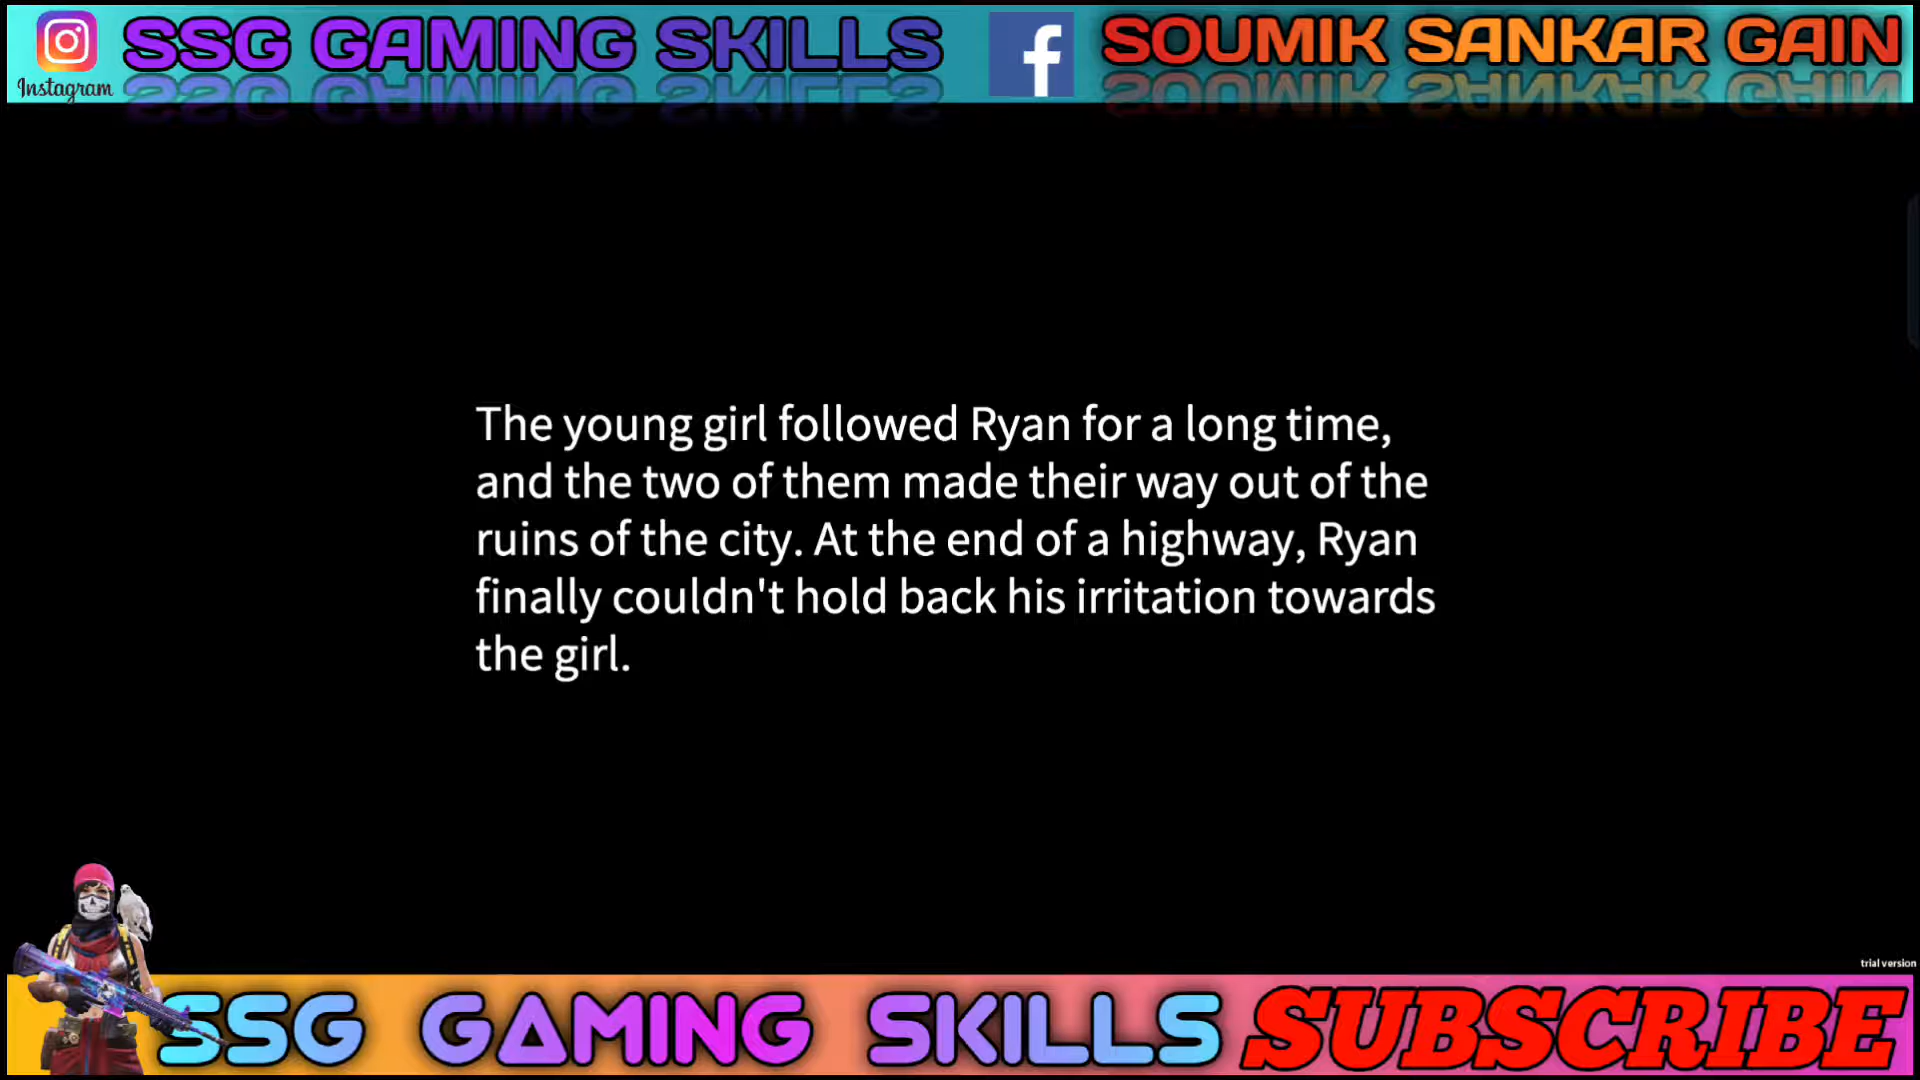 Instagram
SSG GAMING SKILLS
f
SOUMIK SANKAR GAIN
The young girl followed Ryan for a long time,
and the two of them made their way out of the
ruins of the city. At the end of a highway, Ryan
finally couldn't hold back his irritation towards
the girl.
trial version
SSG GAMING SKILLS
SUBSCRIBE